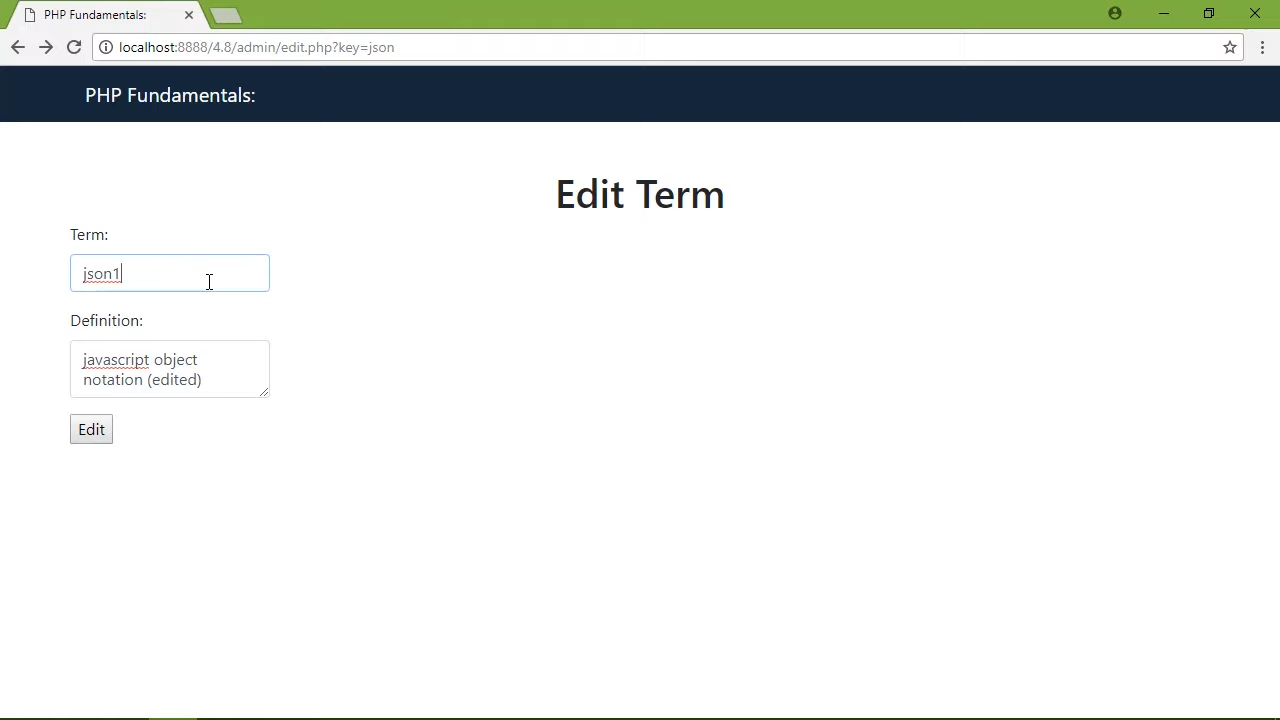 PHP Fundamentals:
localhost:8888/4.8/admin/edit.php?key=json
PHP Fundamentals:
Edit Term
Term:
json1
Definition:
javascript object
notation (edited)
Edit